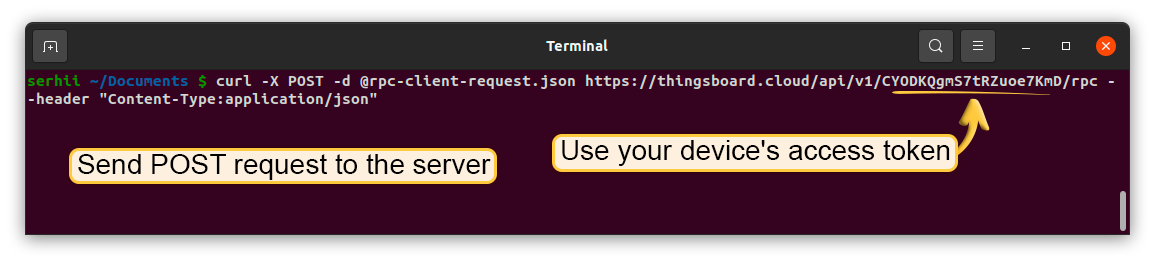 Terminal
serhii ~/Documents $ curl -X POST -d @rpc-client-request.json https://thingsboard.cloud/api/v1/CYODKQgmS7tRZuoe7KmD/rpc -
-header "Content-Type:application/json"
Send POST request to the server
Use your device's access token